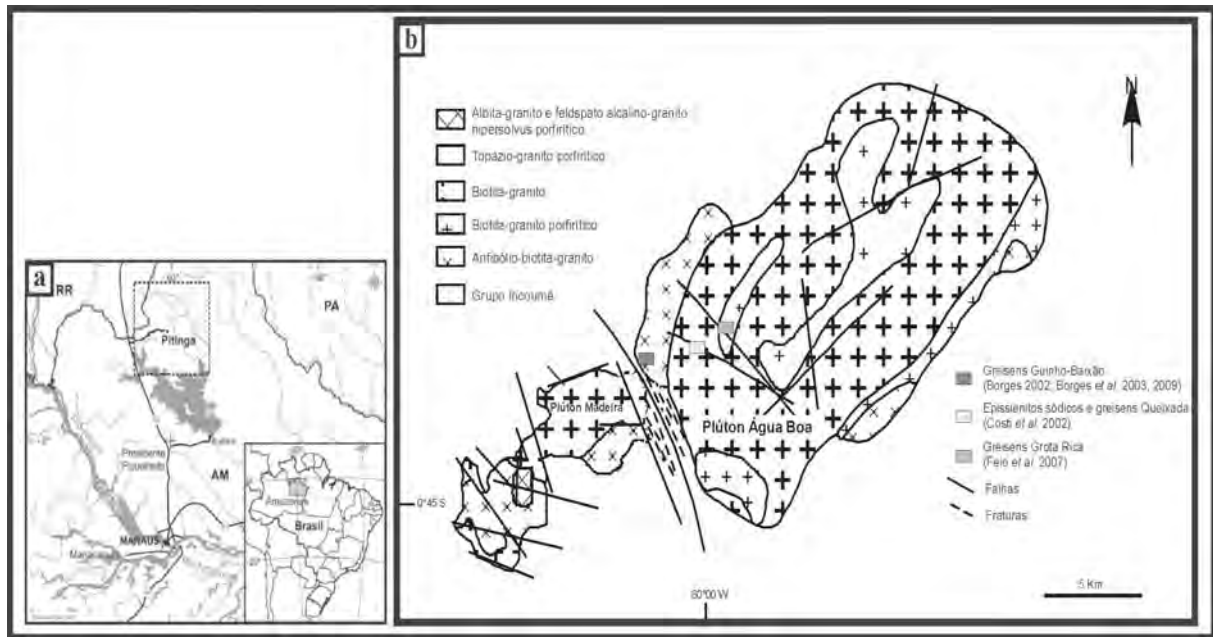 a
RR
PA
Pitinga
Presidente
Figueiredo
AM
MANAUS
Amazonas
Brasil
b
N
Albita-granito e feldspato alcalino-granito
hipersolvus porfirítico
Topázio-granito porfirítico
Biotita-granito
Biotita-granito porfirítico
Anfibólio-biotita-granito
Grupo Iricoumé
Plúton Madeira
Plúton Água Boa
Greisens Guinho-Baixão
(Borges 2002; Borges et al. 2003, 2009)
Epissienitos sódicos e greisens Queixada
(Costi et al. 2002)
Greisens Grota Rica
(Feio et al. 2007)
Falhas
Fraturas
0°45 S
60°00 W
5 Km